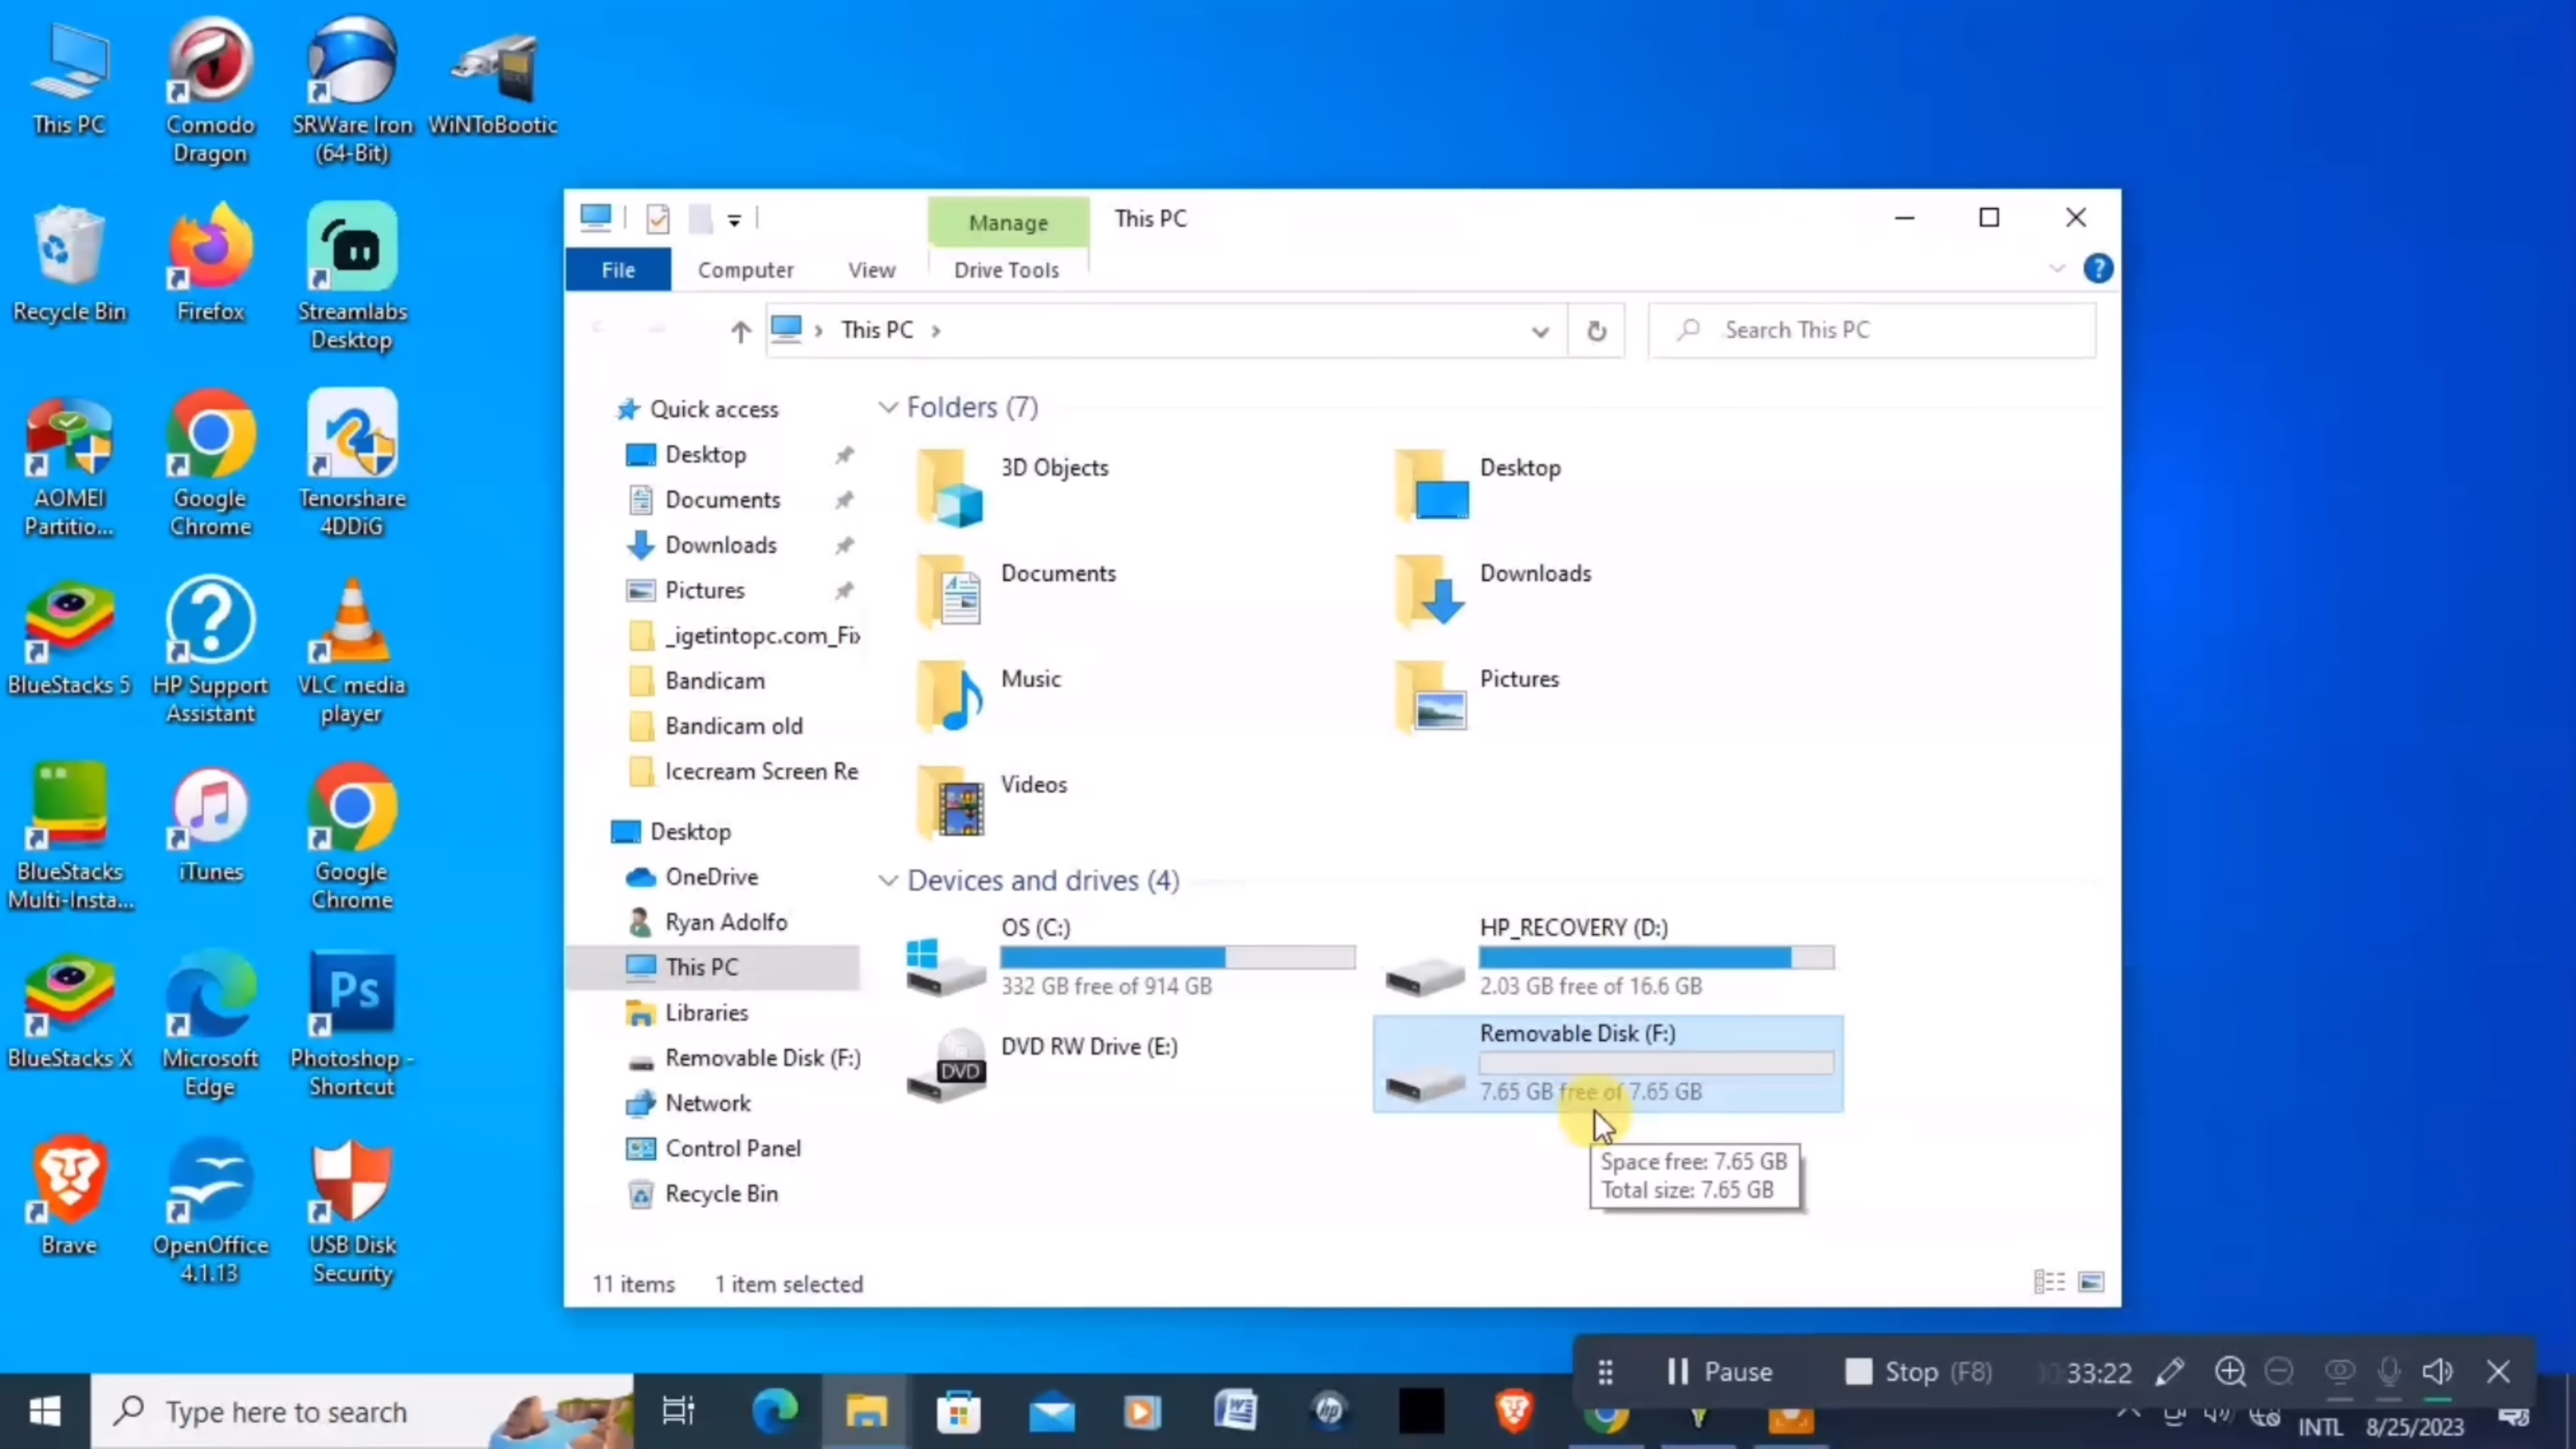 This PC
Comodo
Dragon
SRWare Iron
(64-Bit)
WiNToBootic
Recycle Bin
Firefox
Streamlabs
Desktop
AOMEI
Partitio...
Google
Chrome
Tenorshare
4DDiG
BlueStacks 5
HP Support
Assistant
VLC media
player
BlueStacks
Multi-Insta...
iTunes
Google
Chrome
BlueStacks X
Microsoft
Edge
Ps
Photoshop -
Shortcut
Brave
OpenOffice
4.1.13
USB Disk
Security
Manage
This PC
File
Computer
View
Drive Tools
?
This PC
Search This PC
Quick access
Desktop
Documents
Downloads
Pictures
_igetintopc.com_Fix
Bandicam
Bandicam old
Icecream Screen Re
Desktop
OneDrive
Ryan Adolfo
This PC
Libraries
Removable Disk (F:)
Network
Control Panel
Recycle Bin
Folders (7)
3D Objects
Desktop
Documents
Downloads
Music
Pictures
Videos
Devices and drives (4)
OS (C:)
332 GB free of 914 GB
HP_RECOVERY (D:)
2.03 GB free of 16.6 GB
DVD
DVD RW Drive (E:)
Removable Disk (F:)
7.65 GB free of 7.65 GB
Space free: 7.65 GB
Total size: 7.65 GB
11 items
1 item selected
Pause
Stop (F8)
33:22
Type here to search
W
hp
INTL
8/25/2023